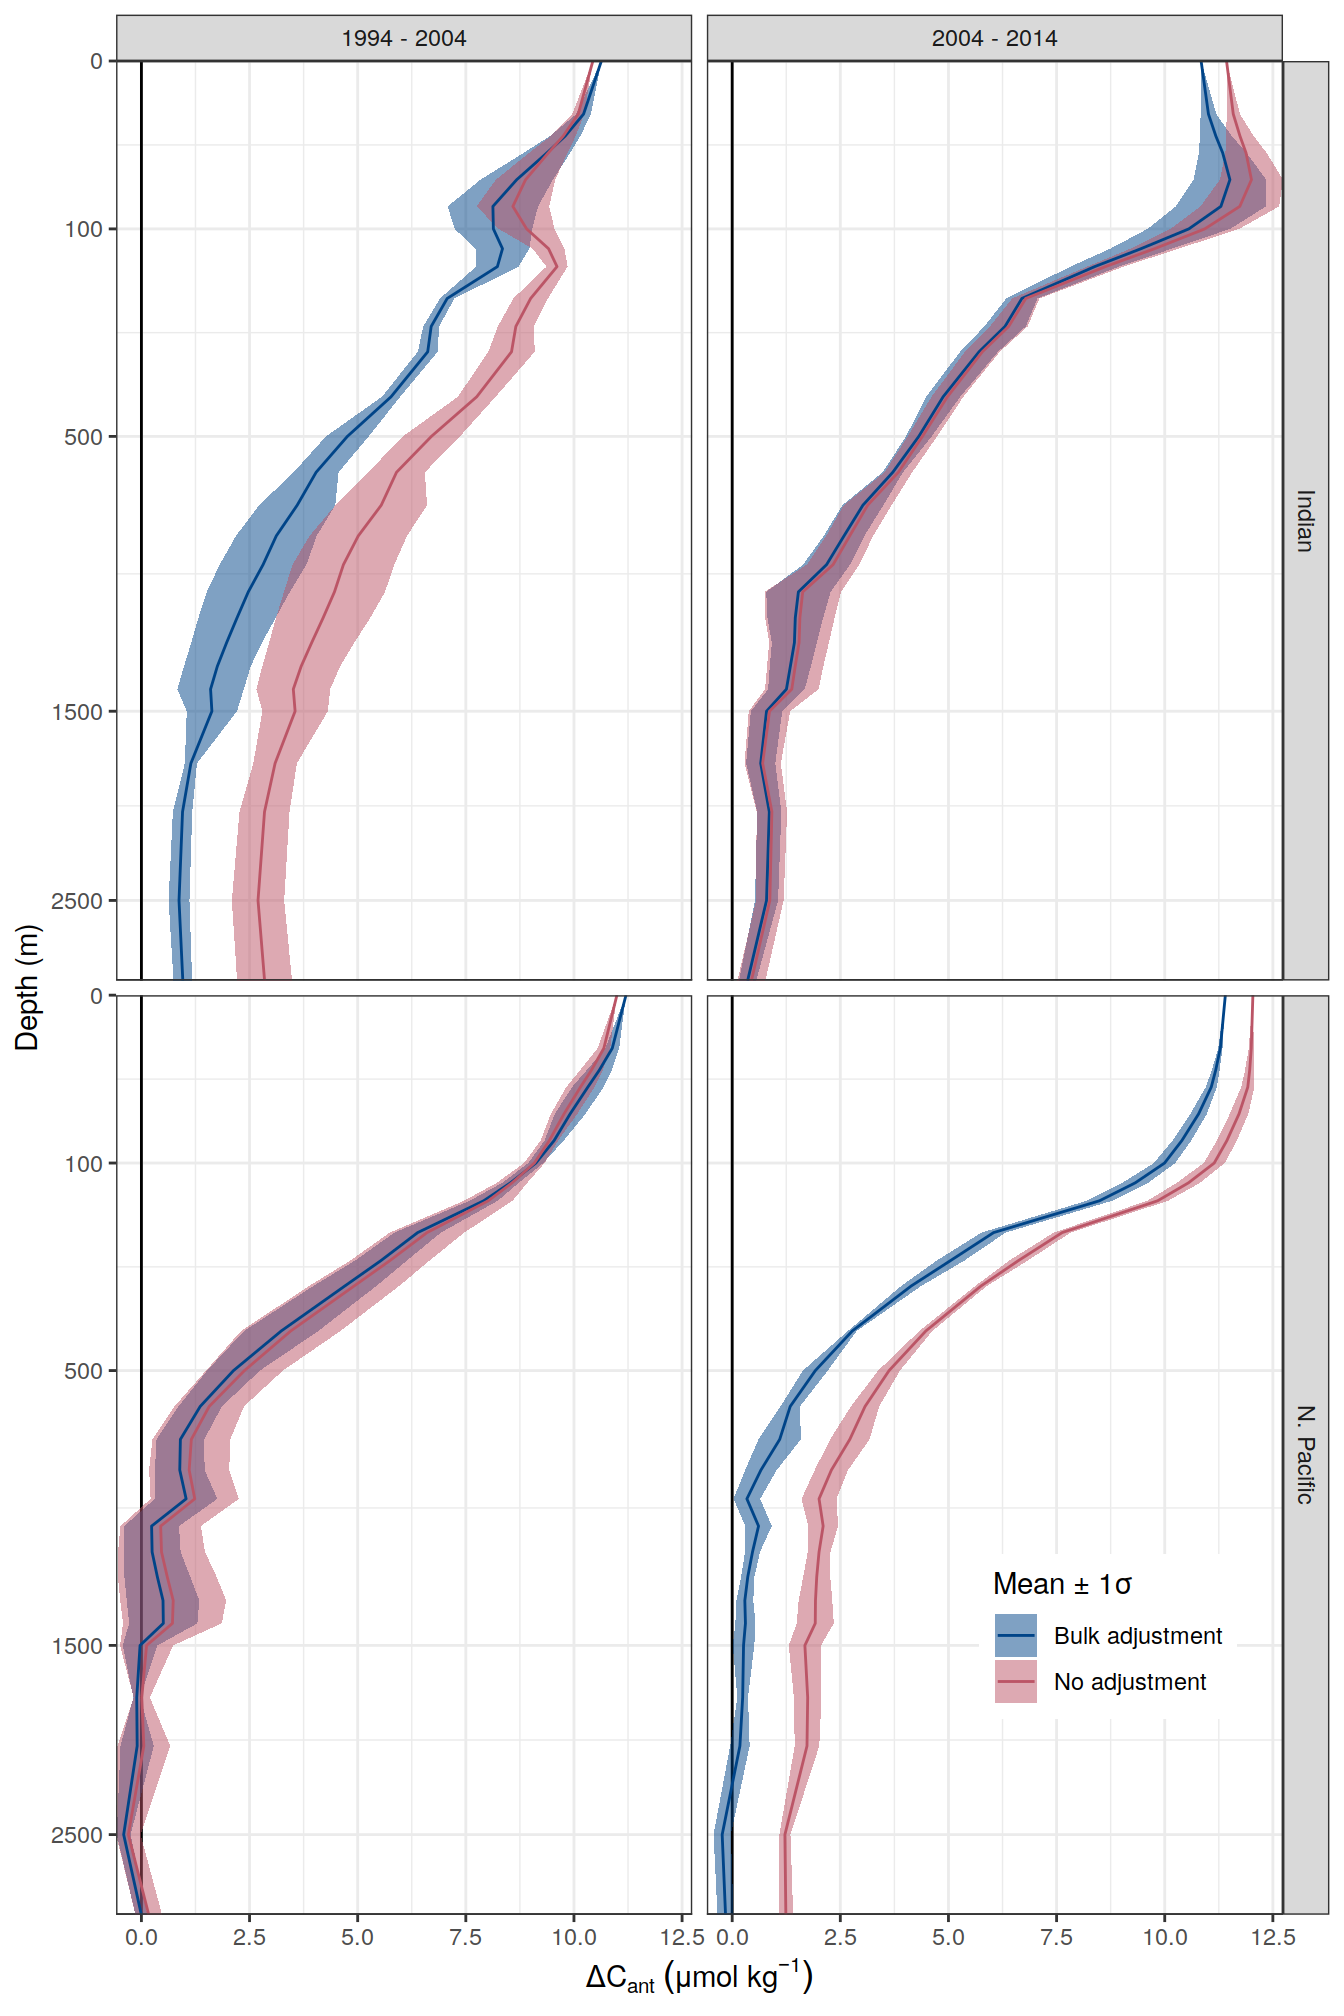 1994 - 2004
2004 - 2014
0
100
500
1500
2500
Indian
Depth (m)
0
100
500
1500
2500
N. Pacific
Mean ± 1σ
Bulk adjustment
No adjustment
0.0 2.5 5.0 7.5 10.0 12.5
0.0 2.5 5.0 7.5 10.0 12.5
ΔCant (μmol kg⁻¹)